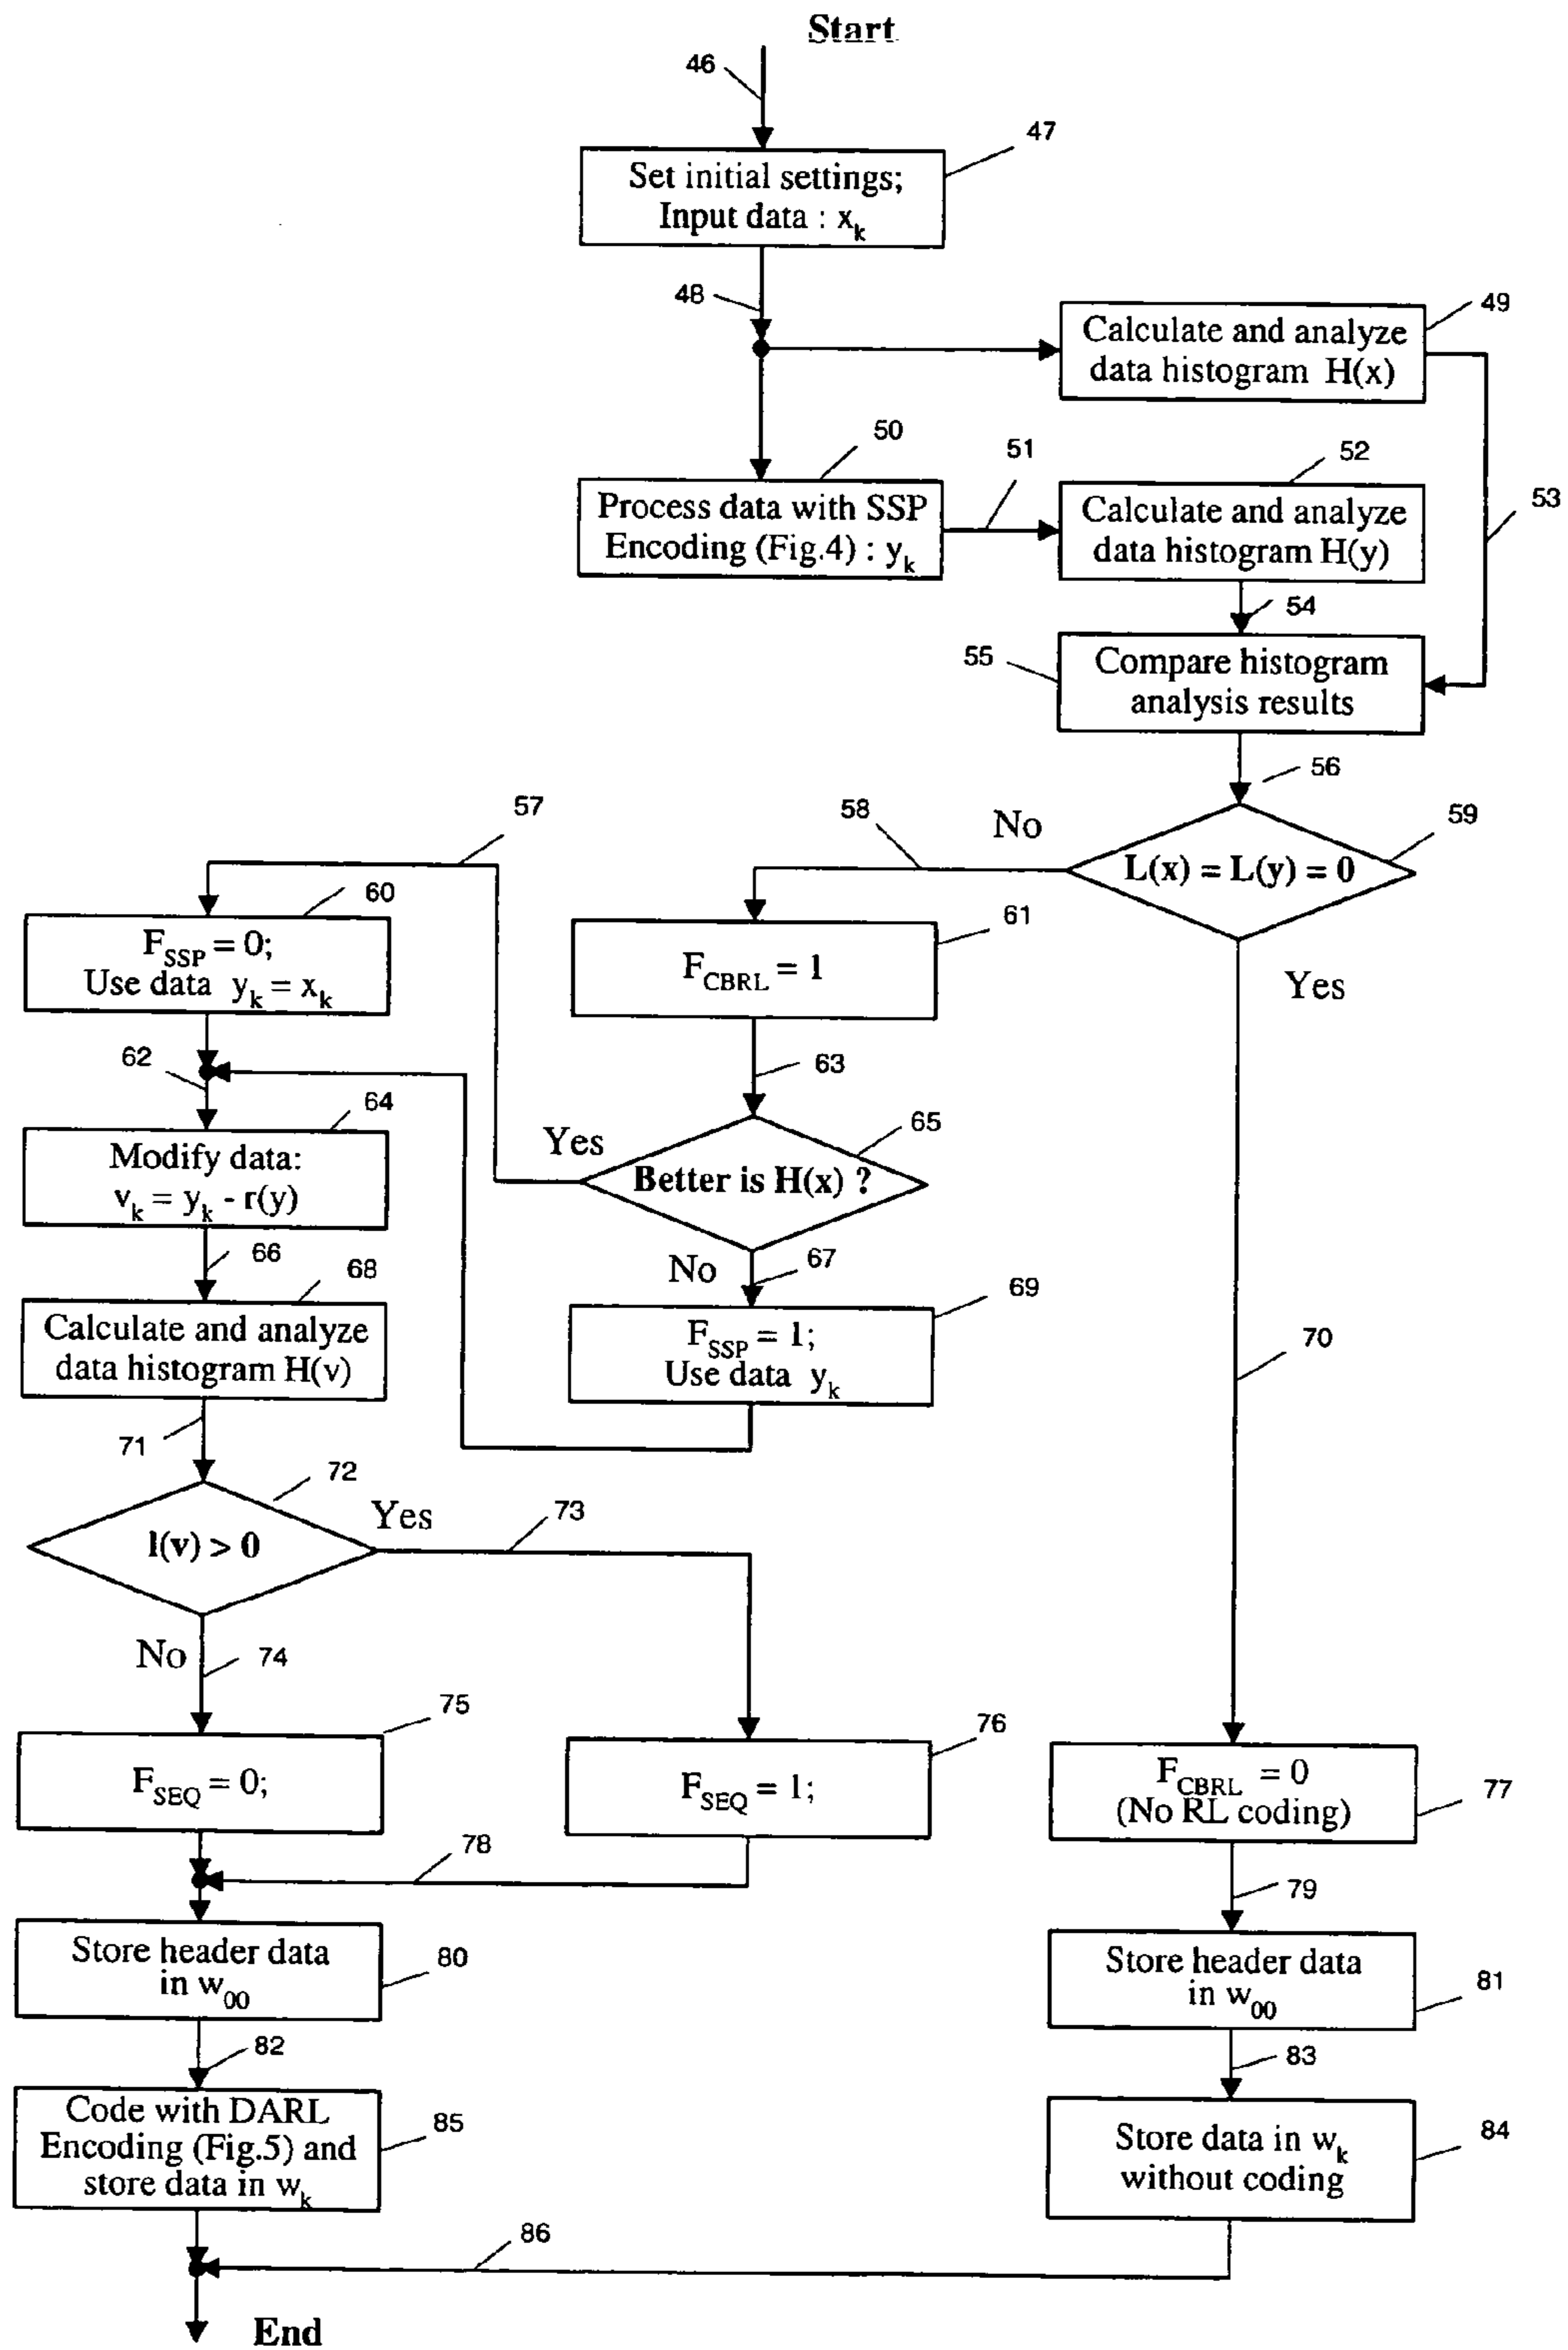 Start
46
47
Set initial settings;
Input data : x_k
48
49
Calculate and analyze
data histogram H(x)
50
51
52
53
Process data with SSP
Encoding (Fig.4) : y_k
Calculate and analyze
data histogram H(y)
54
55
Compare histogram
analysis results
56
57
58
No
59
L(x) = L(y) = 0
Yes
60
F_SSP = 0;
Use data y_k = x_k
61
F_CBRL = 1
62
63
64
Modify data:
v_k = y_k - r(y)
Yes
65
Better is H(x) ?
66
No
67
68
Calculate and analyze
data histogram H(v)
69
F_SSP = 1;
Use data y_k
70
71
72
l(v) > 0
Yes
73
No
74
75
F_SEQ = 0;
76
F_SEQ = 1;
77
F_CBRL = 0
(No RL coding)
78
79
80
Store header data
in w_00
81
Store header data
in w_00
82
83
Code with DARL
Encoding (Fig.5) and
store data in w_k
85
Store data in w_k
without coding
84
86
End